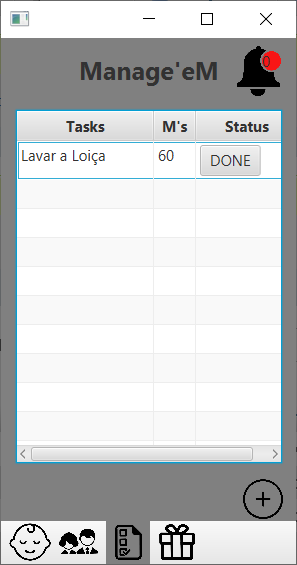 Manage'eM
0
Tasks M's Status
Lavar a Loiça 60 DONE